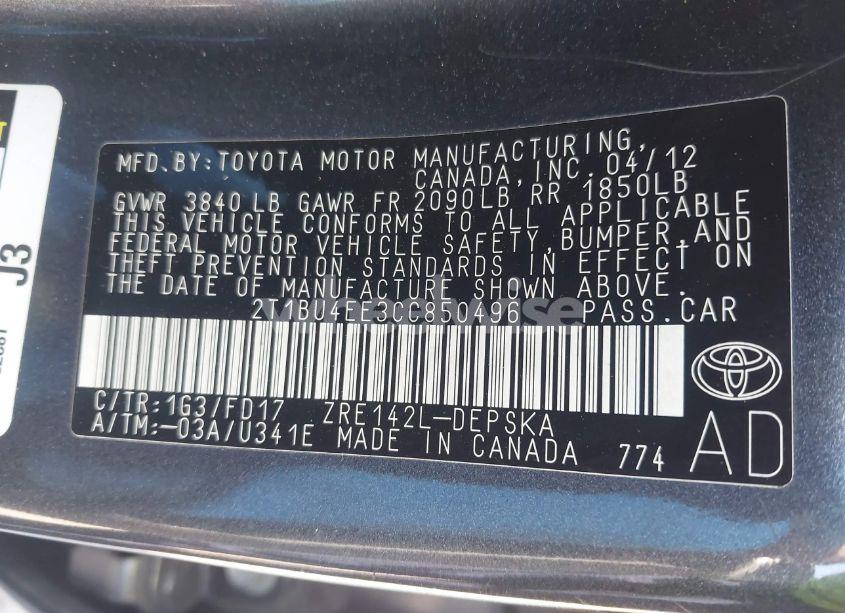 MFD. BY: TOYOTA MOTOR MANUFACTURING,
CANADA, INC. 04/12
GVWR 3840 LB GAWR FR 2090LB RR 1850LB
THIS VEHICLE CONFORMS TO ALL APPLICABLE
FEDERAL MOTOR VEHICLE SAFETY, BUMPER, AND
THEFT PREVENTION STANDARDS IN EFFECT ON
THE DATE OF MANUFACTURE SHOWN ABOVE.
2T1BU4EE3CC850496 PASS. CAR
C/TR: 1G3/FD17 ZRE142L-DEPSKA
A/TM: -03A/U341E MADE IN CANADA 774
AD
J3